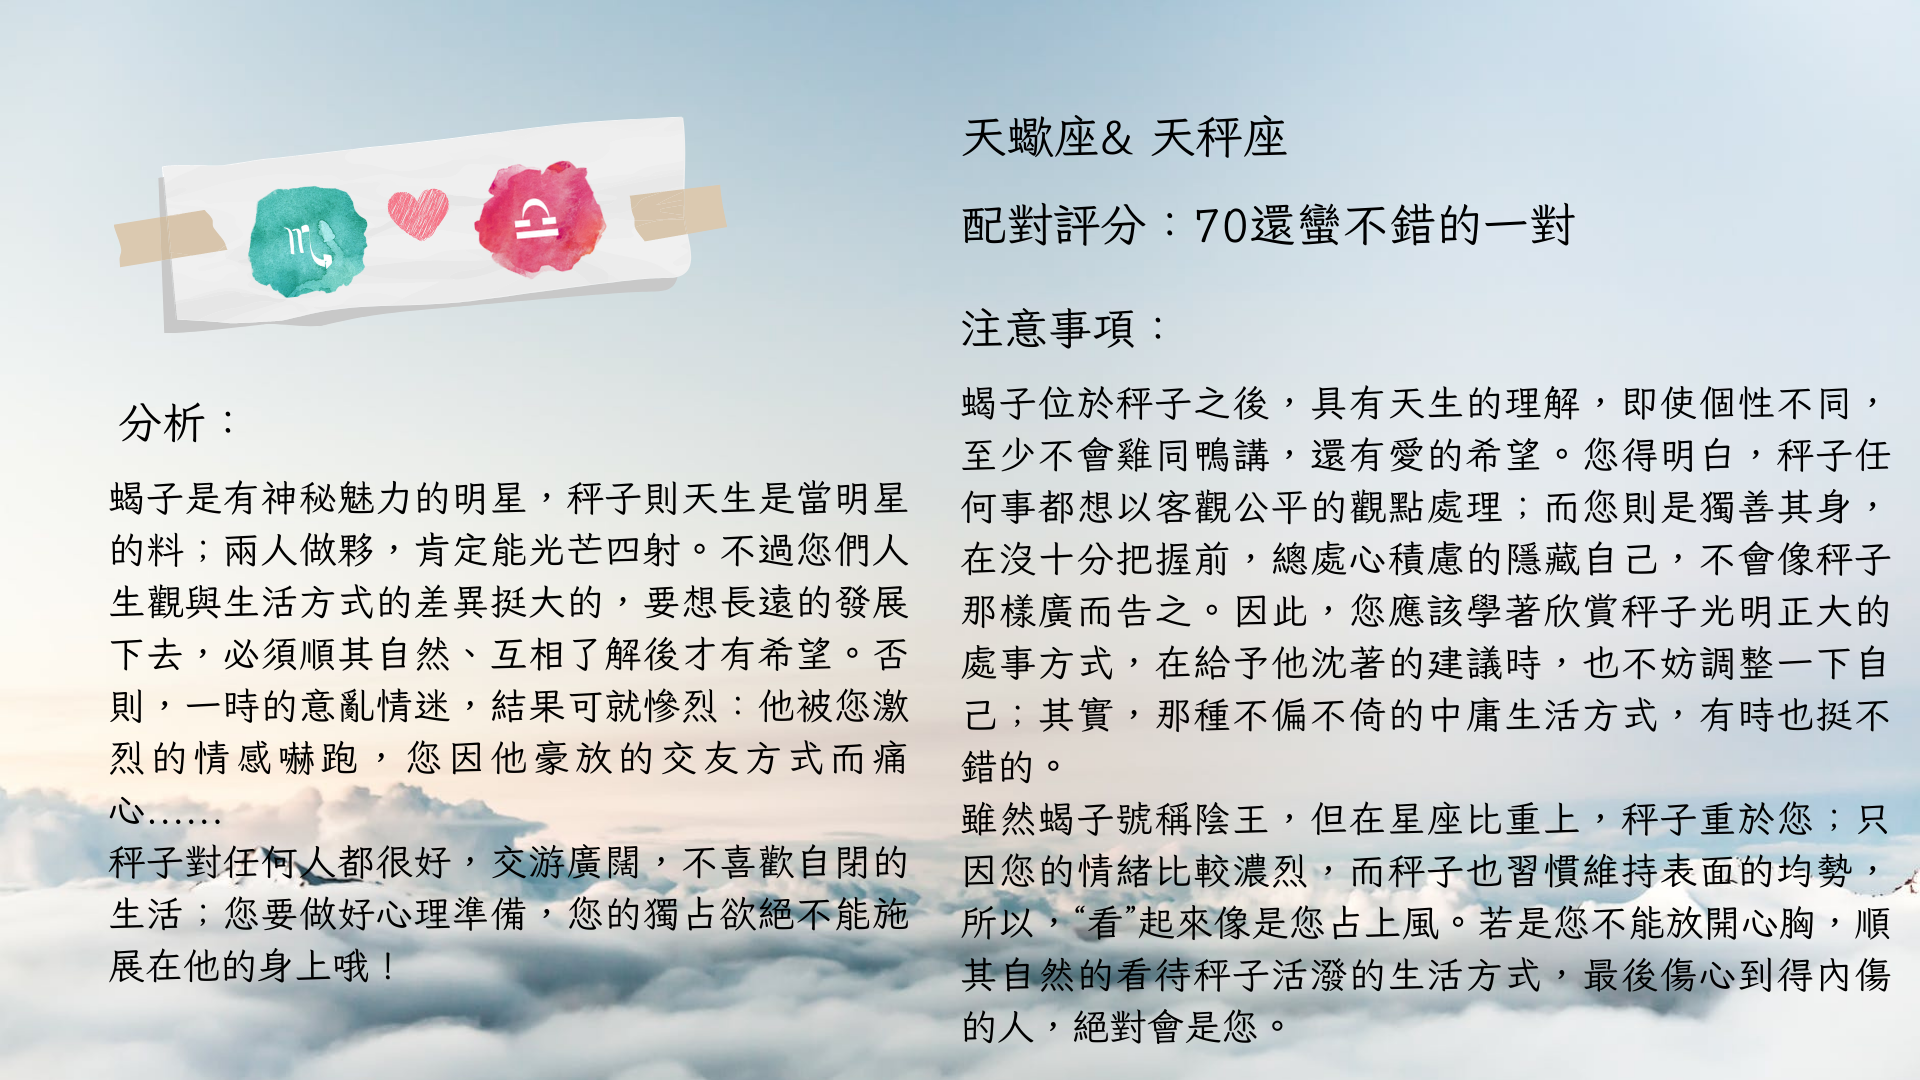 天蠍座& 天秤座
配對評分：70還蠻不錯的一對
注意事項：
蝎子位於秤子之後，具有天生的理解，即使個性不同，
至少不會雞同鴨講，還有愛的希望。您得明白，秤子任
何事都想以客觀公平的觀點處理；而您則是獨善其身，
在沒十分把握前，總處心積慮的隱藏自己，不會像秤子
那樣廣而告之。因此，您應該學著欣賞秤子光明正大的
處事方式，在給予他沈著的建議時，也不妨調整一下自
己；其實，那種不偏不倚的中庸生活方式，有時也挺不
錯的。
雖然蝎子號稱陰王，但在星座比重上，秤子重於您；只
因您的情緒比較濃烈，而秤子也習慣維持表面的均勢，
所以，“看”起來像是您占上風。若是您不能放開心胸，順
其自然的看待秤子活潑的生活方式，最後傷心到得內傷
的人，絕對會是您。
分析：
蝎子是有神秘魅力的明星，秤子則天生是當明星
的料；兩人做夥，肯定能光芒四射。不過您們人
生觀與生活方式的差異挺大的，要想長遠的發展
下去，必須順其自然、互相了解後才有希望。否
則，一時的意亂情迷，結果可就慘烈：他被您激
烈的情感嚇跑，您因他豪放的交友方式而痛
心......
秤子對任何人都很好，交游廣闊，不喜歡自閉的
生活；您要做好心理準備，您的獨占欲絕不能施
展在他的身上哦！